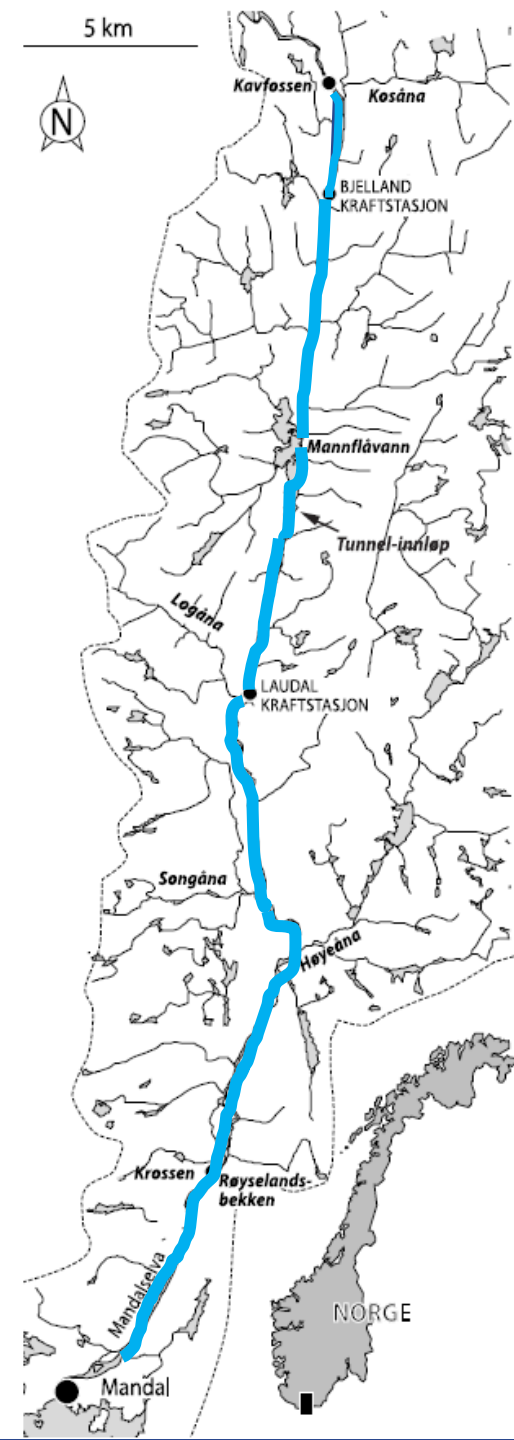 5 km
N
Kavfossen
Kosåna
BJELLAND
KRAFTSTASJON
Mannflåvann
Tunnel-innløp
Logåna
LAUDAL
KRAFTSTASJON
Songåna
Høyeåna
Krossen
Røyselands-
bekken
Mandalselva
NORGE
Mandal